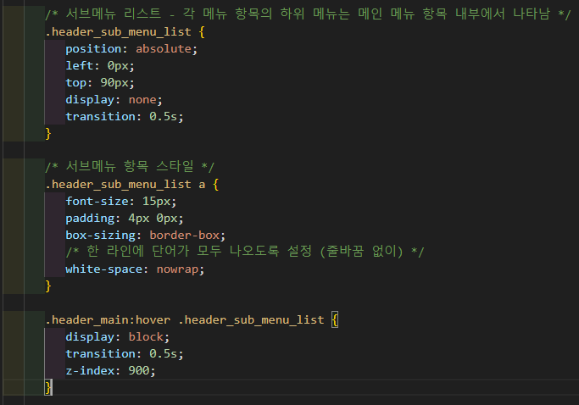 /* 서브메뉴 리스트 - 각 메뉴 항목의 하위 메뉴는 메인 메뉴 항목 내부에서 나타남 */
.header_sub_menu_list {
position: absolute;
left: 0px;
top: 90px;
display: none;
transition: 0.5s;
}
/* 서브메뉴 항목 스타일 */
.header_sub_menu_list a {
font-size: 15px;
padding: 4px 0px;
box-sizing: border-box;
/* 한 라인에 단어가 모두 나오도록 설정 (줄바꿈 없이) */
white-space: nowrap;
}
.header_main:hover .header_sub_menu_list {
display: block;
transition: 0.5s;
z-index: 900;
}